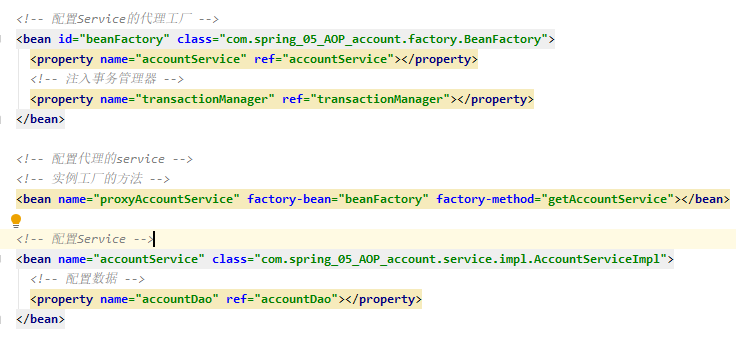 <!-- 配置Service的代理工厂 -->
<bean id="beanFactory" class="com.spring_05_AOP_account.factory.BeanFactory">
<property name="accountService" ref="accountService"></property>
<!-- 注入事务管理器 -->
<property name="transactionManager" ref="transactionManager"></property>
</bean>
<!-- 配置代理的service -->
<!-- 实例工厂的方法 -->
<bean name="proxyAccountService" factory-bean="beanFactory" factory-method="getAccountService"></bean>
<!-- 配置Service -->
<bean name="accountService" class="com.spring_05_AOP_account.service.impl.AccountServiceImpl">
<!-- 配置数据 -->
<property name="accountDao" ref="accountDao"></property>
</bean>